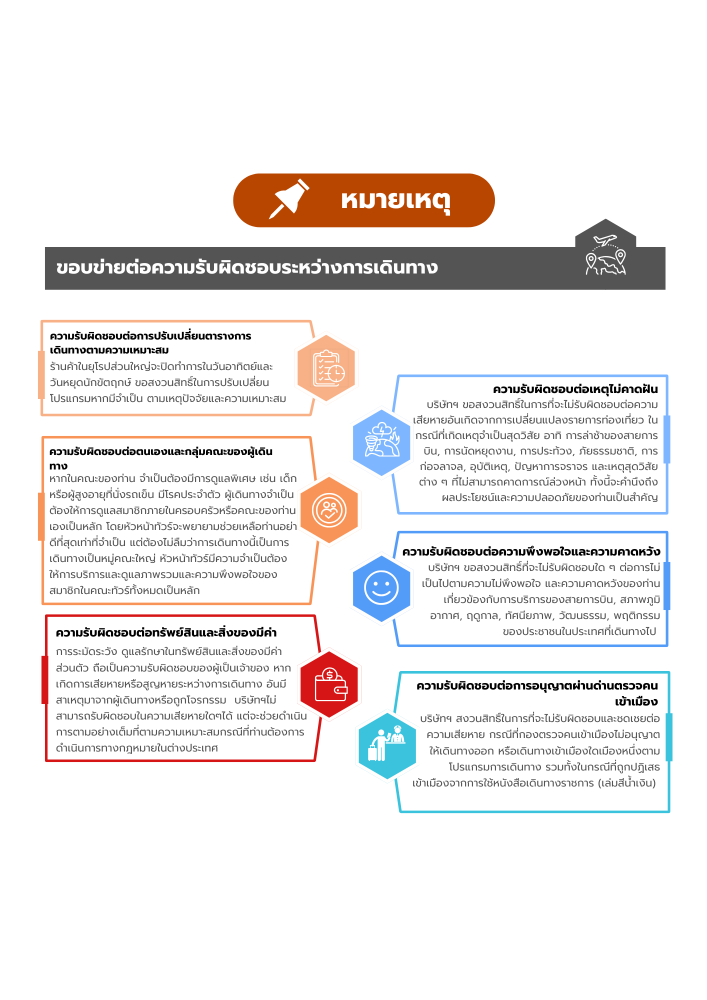 หมายเหตุ
ขอบข่ายต่อความรับผิดชอบระหว่างการเดินทาง
ความรับผิดชอบต่อการปรับเปลี่ยนตารางการ
เดินทางตามความเหมาะสม
ร้านค้าในยุโรปส่วนใหญ่จะปิดทำการในวันอาทิตย์และ
วันหยุดนักขัตฤกษ์ ขอสงวนสิทธิ์ในการปรับเปลี่ยน
โปรแกรมหากมีจำเป็น ตามเหตุปัจจัยและความเหมาะสม
ความรับผิดชอบต่อเหตุไม่คาดฝัน
บริษัทฯ ขอสงวนสิทธิ์ในการที่จะไม่รับผิดชอบต่อความ
เสียหายอันเกิดจากการเปลี่ยนแปลงรายการท่องเที่ยว ใน
กรณีที่เกิดเหตุจำเป็นสุดวิสัย อาทิ การล่าช้าของสายการ
บิน, การนัดหยุดงาน, การประท้วง, ภัยธรรมชาติ, การ
ก่อจลาจล, อุบัติเหตุ, ปัญหาการจราจร และเหตุสุดวิสัย
ต่าง ๆ ที่ไม่สามารถคาดการณ์ล่วงหน้า ทั้งนี้จะคำนึงถึง
ผลประโยชน์และความปลอดภัยของท่านเป็นสำคัญ
ความรับผิดชอบต่อตนเองและกลุ่มคณะของผู้เดิน
ทาง
หากในคณะของท่าน จำเป็นต้องมีการดูแลพิเศษ เช่น เด็ก
หรือผู้สูงอายุที่นั่งรถเข็น มีโรคประจำตัว ผู้เดินทางจำเป็น
ต้องให้การดูแลสมาชิกภายในครอบครัวหรือคณะของท่าน
เองเป็นหลัก โดยหัวหน้าทัวร์จะพยายามช่วยเหลือท่านอย่า
ดีที่สุดเท่าที่จำเป็น แต่ต้องไม่ลืมว่าการเดินทางนี้เป็นการ
เดินทางเป็นหมู่คณะใหญ่ หัวหน้าทัวร์มีความจำเป็นต้อง
ให้การบริการและดูแลภาพรวมและความพึงพอใจของ
สมาชิกในคณะทัวร์ทั้งหมดเป็นหลัก
ความรับผิดชอบต่อความพึงพอใจและความคาดหวัง
บริษัทฯ ขอสงวนสิทธิ์ที่จะไม่รับผิดชอบใด ๆ ต่อการไม่
เป็นไปตามความไม่พึงพอใจ และความคาดหวังของท่าน
เกี่ยวข้องกับการบริการของสายการบิน, สภาพภูมิ
อากาศ, ฤดูกาล, ทัศนียภาพ, วัฒนธรรม, พฤติกรรม
ของประชาชนในประเทศที่เดินทางไป
ความรับผิดชอบต่อทรัพย์สินและสิ่งของมีค่า
การระมัดระวัง ดูแลรักษาในทรัพย์สินและสิ่งของมีค่า
ส่วนตัว ถือเป็นความรับผิดชอบของผู้เป็นเจ้าของ หาก
เกิดการเสียหายหรือสูญหายระหว่างการเดินทาง อันมี
สาเหตุมาจากผู้เดินทางหรือถูกโจรกรรม บริษัทฯไม่
สามารถรับผิดชอบในความเสียหายใดๆได้ แต่จะช่วยดำเนิน
การตามอย่างเต็มที่ตามความเหมาะสมกรณีที่ท่านต้องการ
ดำเนินการทางกฎหมายในต่างประเทศ
ความรับผิดชอบต่อการอนุญาตผ่านด่านตรวจคน
เข้าเมือง
บริษัทฯ สงวนสิทธิ์ในการที่จะไม่รับผิดชอบและชดเชยต่อ
ความเสียหาย กรณีที่กองตรวจคนเข้าเมืองไม่อนุญาต
ให้เดินทางออก หรือเดินทางเข้าเมืองใดเมืองหนึ่งตาม
โปรแกรมการเดินทาง รวมทั้งในกรณีที่ถูกปฏิเสธ
เข้าเมืองจากการใช้หนังสือเดินทางราชการ (เล่มสีน้ำเงิน)